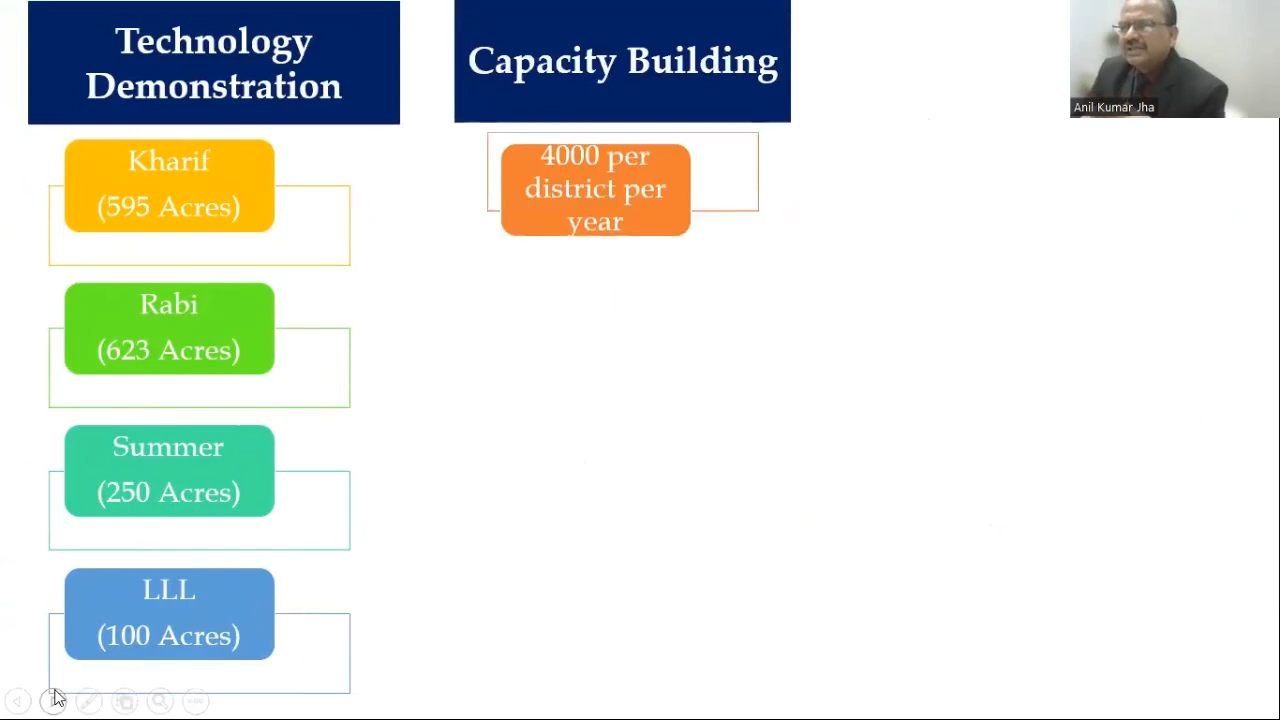 Technology
Demonstration
Kharif
(595 Acres)
Rabi
(623 Acres)
Summer
(250 Acres)
LLL
(100 Acres)
Capacity Building
4000 per
district per
year
Anil Kumar Jha